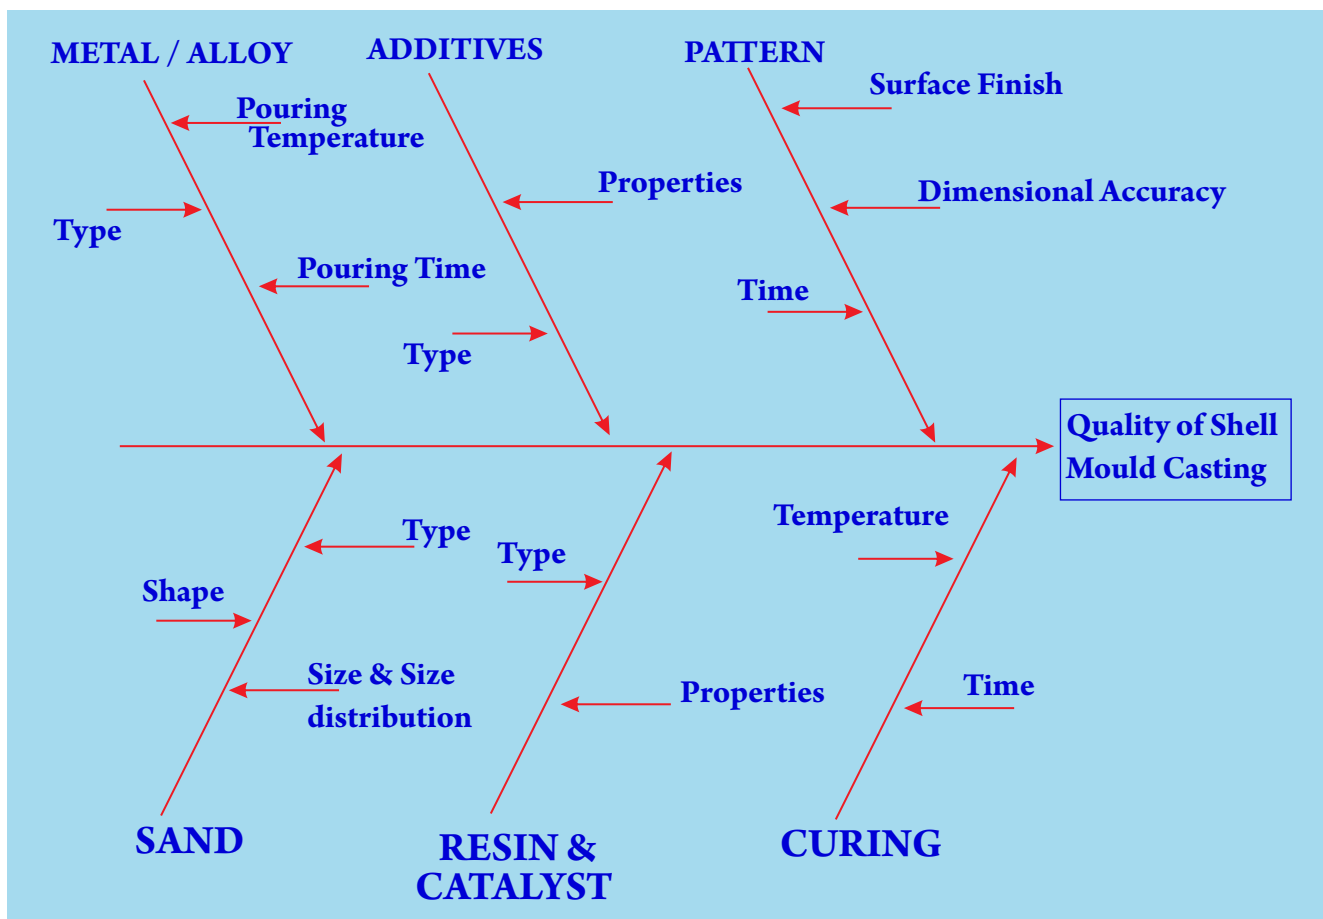 METAL / ALLOY
ADDITIVES
PATTERN
Pouring
Temperature
Surface Finish
Properties
Dimensional Accuracy
Type
Pouring Time
Time
Type
Quality of Shell
Mould Casting
Type
Type
Temperature
Shape
Size & Size
distribution
Properties
Time
SAND
RESIN &
CATALYST
CURING